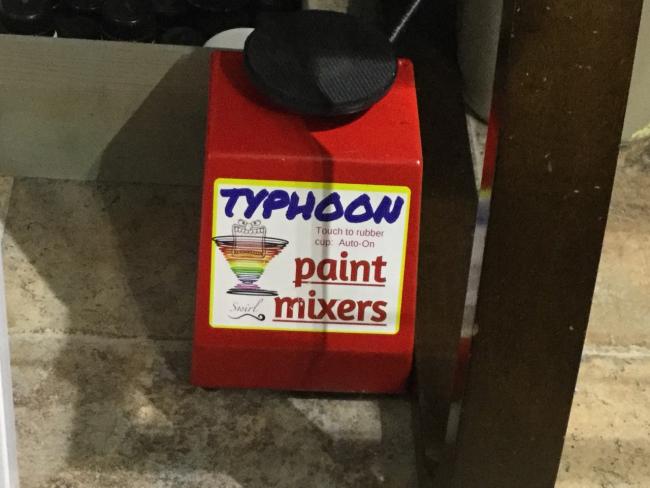 TYPHOON
Touch to rubber
cup: Auto-On
paint
mixers
Swirl